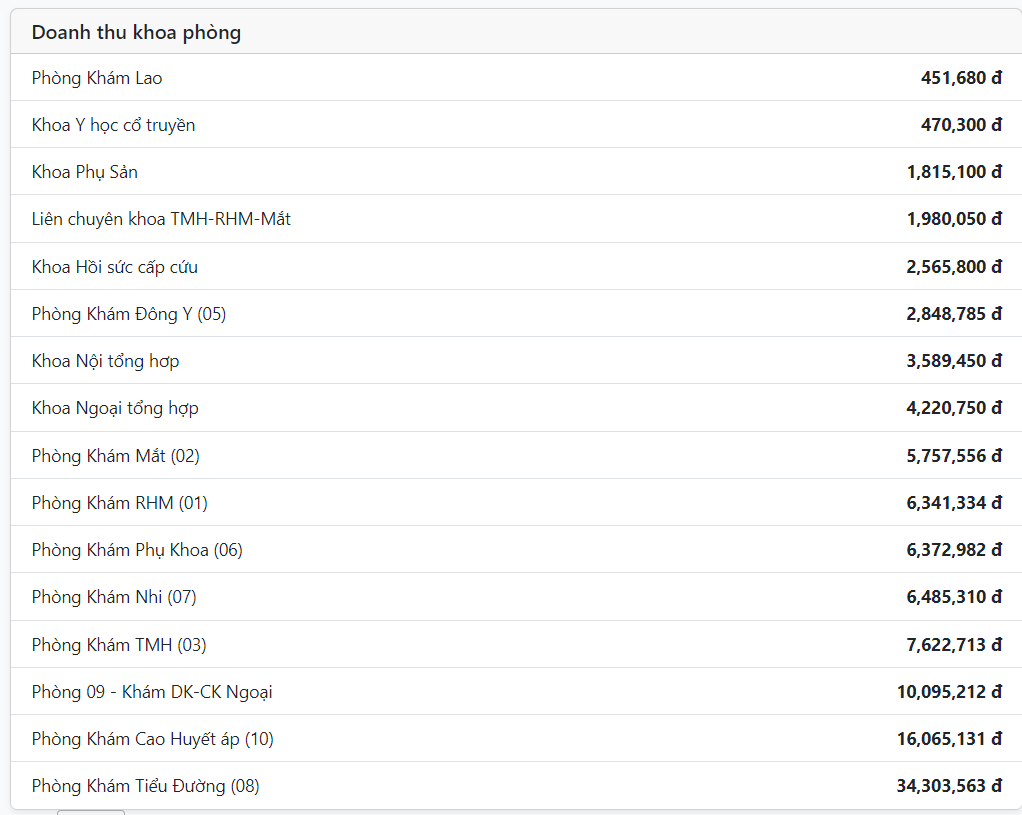 Doanh thu khoa phòng
Phòng Khám Lao 451,680 đ
Khoa Y học cổ truyền 470,300 đ
Khoa Phụ Sản 1,815,100 đ
Liên chuyên khoa TMH-RHM-Mắt 1,980,050 đ
Khoa Hồi sức cấp cứu 2,565,800 đ
Phòng Khám Đông Y (05) 2,848,785 đ
Khoa Nội tổng hơp 3,589,450 đ
Khoa Ngoại tổng hợp 4,220,750 đ
Phòng Khám Mắt (02) 5,757,556 đ
Phòng Khám RHM (01) 6,341,334 đ
Phòng Khám Phụ Khoa (06) 6,372,982 đ
Phòng Khám Nhi (07) 6,485,310 đ
Phòng Khám TMH (03) 7,622,713 đ
Phòng 09 - Khám DK-CK Ngoại 10,095,212 đ
Phòng Khám Cao Huyết áp (10) 16,065,131 đ
Phòng Khám Tiểu Đường (08) 34,303,563 đ